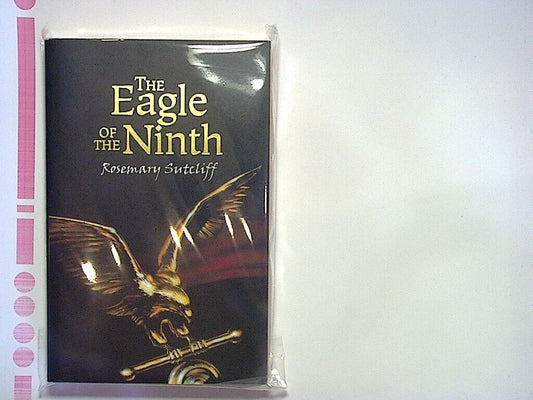 THE
Eagle
OF THE Ninth
Rosemary Sutcliff